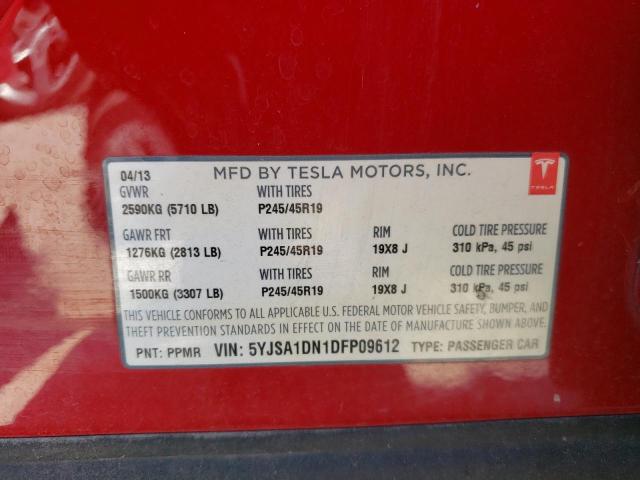 04/13 MFD BY TESLA MOTORS, INC.
TESLA
GVWR WITH TIRES
2590KG (5710 LB) P245/45R19
GAWR FRT WITH TIRES RIM COLD TIRE PRESSURE
1276KG (2813 LB) P245/45R19 19X8 J 310 kPa, 45 psi
GAWR RR WITH TIRES RIM COLD TIRE PRESSURE
1500KG (3307 LB) P245/45R19 19X8 J 310 kPa, 45 psi
THIS VEHICLE CONFORMS TO ALL APPLICABLE U.S. FEDERAL MOTOR VEHICLE SAFETY, BUMPER, AND
THEFT PREVENTION STANDARDS IN EFFECT ON THE DATE OF MANUFACTURE SHOWN ABOVE.
PNT: PPMR VIN: 5YJSA1DN1DFP09612 TYPE: PASSENGER CAR